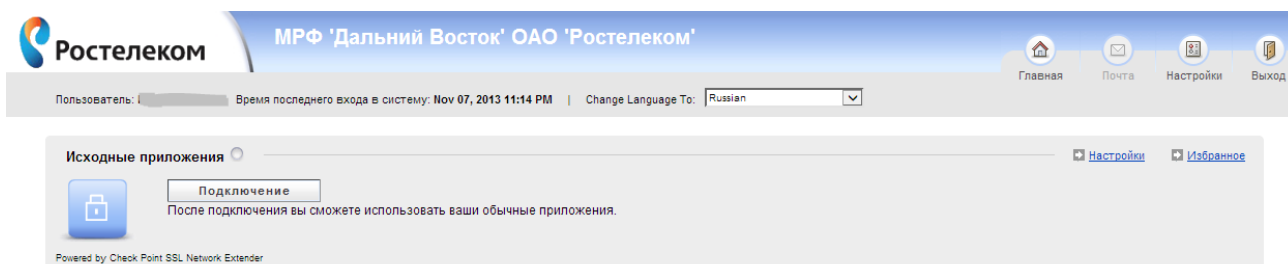 Ростелеком
МРФ 'Дальний Восток' ОАО 'Ростелеком'
Главная
Почта
Настройки
Выход
Пользователь: Время последнего входа в систему: Nov 07, 2013 11:14 PM | Change Language To: Russian
Исходные приложения
Настройки
Избранное
Подключение
После подключения вы сможете использовать ваши обычные приложения.
Powered by Check Point SSL Network Extender